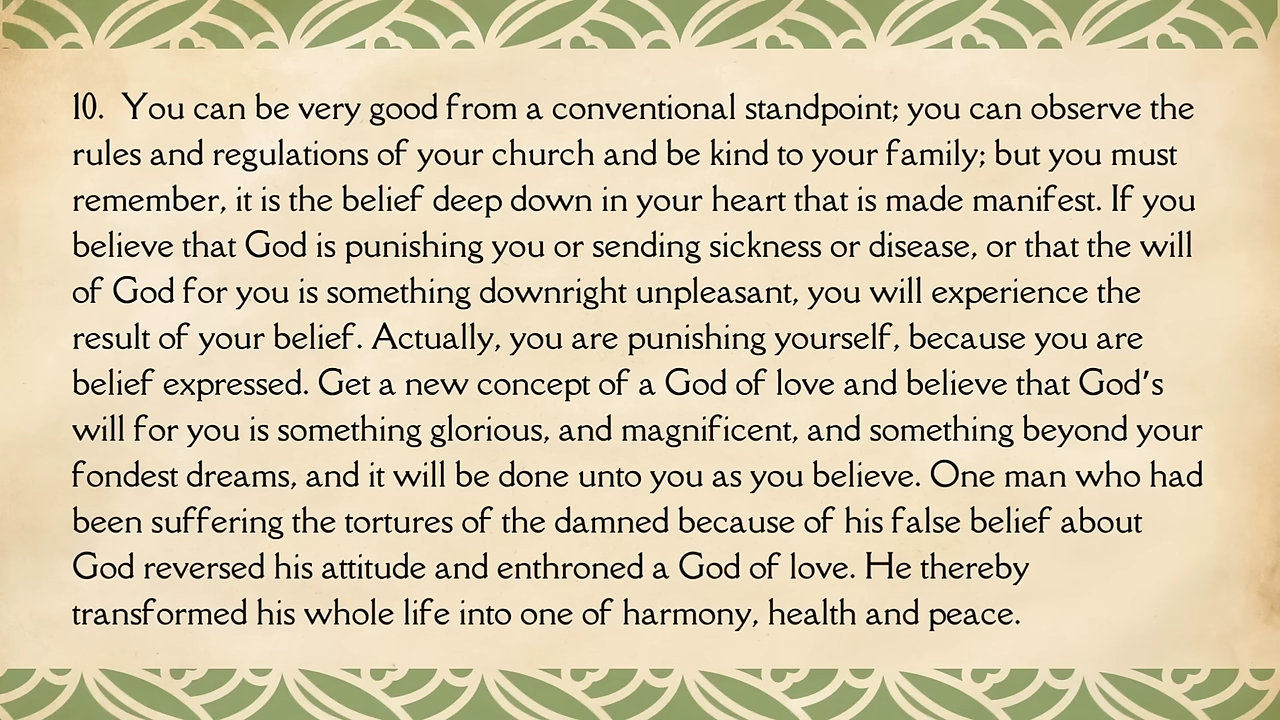 10. You can be very good from a conventional standpoint; you can observe the
rules and regulations of your church and be kind to your family; but you must
remember, it is the belief deep down in your heart that is made manifest. If you
believe that God is punishing you or sending sickness or disease, or that the will
of God for you is something downright unpleasant, you will experience the
result of your belief. Actually, you are punishing yourself, because you are
belief expressed. Get a new concept of a God of love and believe that God's
will for you is something glorious, and magnificent, and something beyond your
fondest dreams, and it will be done unto you as you believe. One man who had
been suffering the tortures of the damned because of his false belief about
God reversed his attitude and enthroned a God of love. He thereby
transformed his whole life into one of harmony, health and peace.